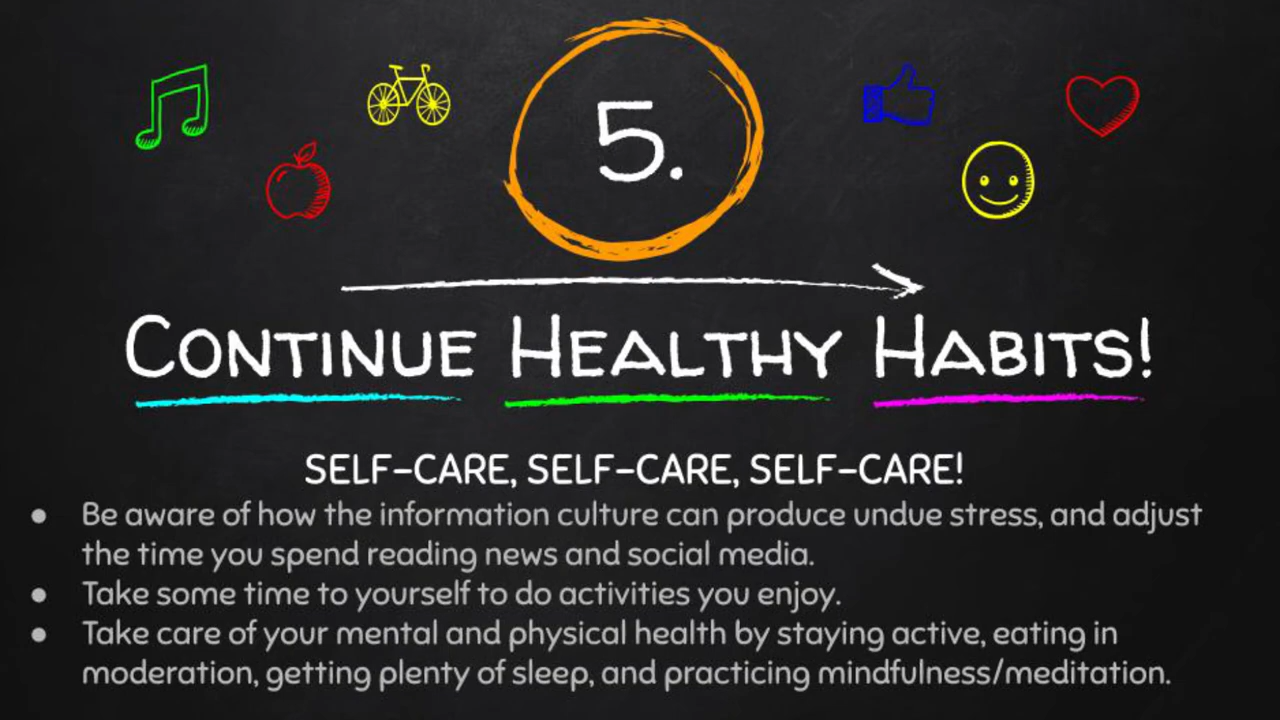 5.
Continue Healthy Habits!
SELF-CARE, SELF-CARE, SELF-CARE!
● Be aware of how the information culture can produce undue stress, and adjust
the time you spend reading news and social media.
● Take some time to yourself to do activities you enjoy.
● Take care of your mental and physical health by staying active, eating in
moderation, getting plenty of sleep, and practicing mindfulness/meditation.